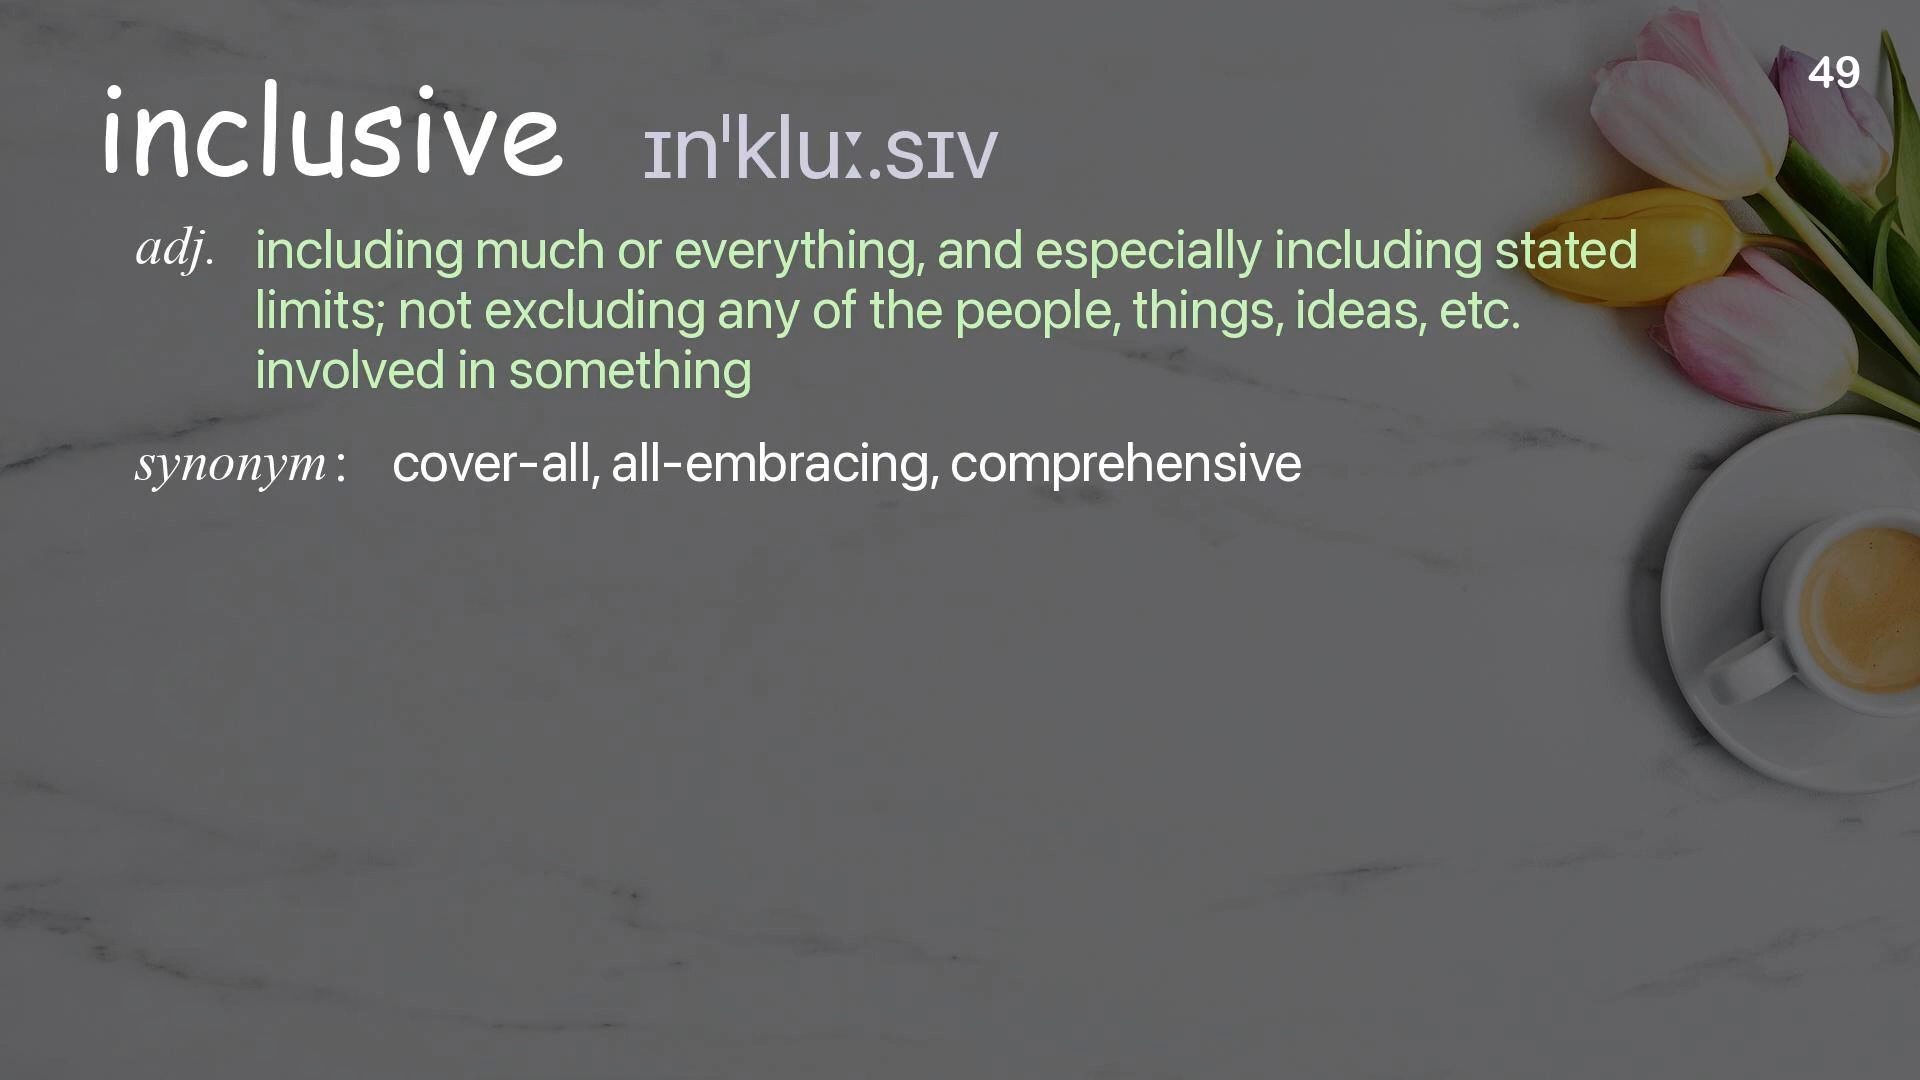 49
inclusive ɪnˈkluː.sɪv
adj. including much or everything, and especially including stated
limits; not excluding any of the people, things, ideas, etc.
involved in something
synonym : cover-all, all-embracing, comprehensive